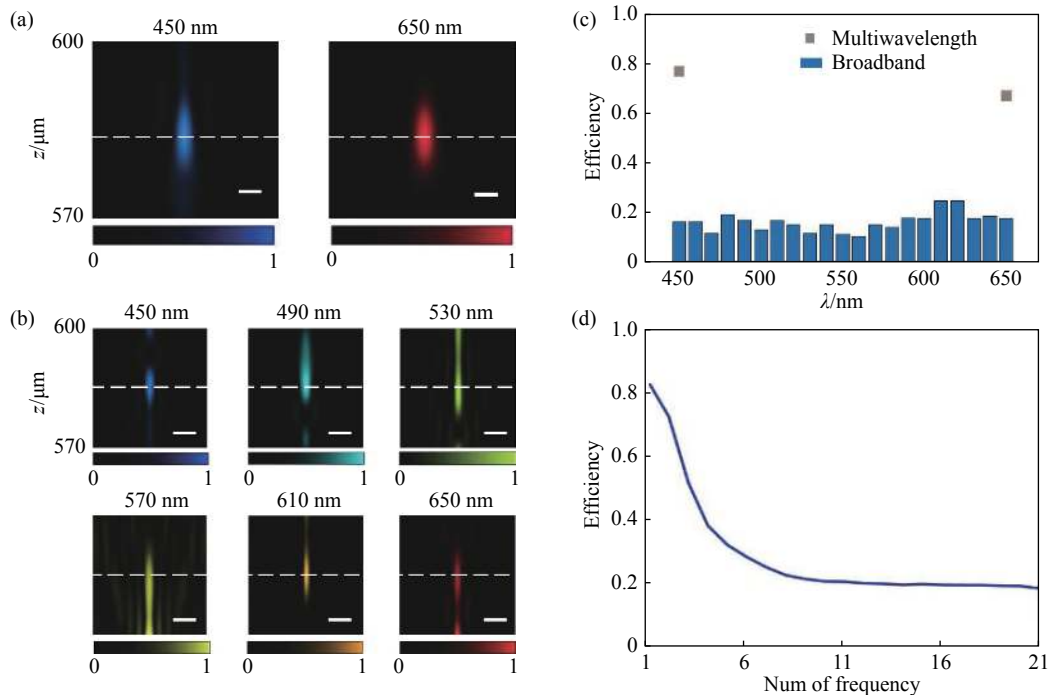 (a)
450 nm
650 nm
600
z/μm
570
0 1
0 1
(b)
450 nm
490 nm
530 nm
600
z/μm
570
0 1
0 1
0 1
570 nm
610 nm
650 nm
0 1
0 1
0 1
(c)
1.0
0.8
0.6
0.4
0.2
0
Efficiency
Multiwavelength
Broadband
450 500 550 600 650
λ/nm
(d)
1.0
0.8
0.6
0.4
0.2
0
Efficiency
1 6 11 16 21
Num of frequency